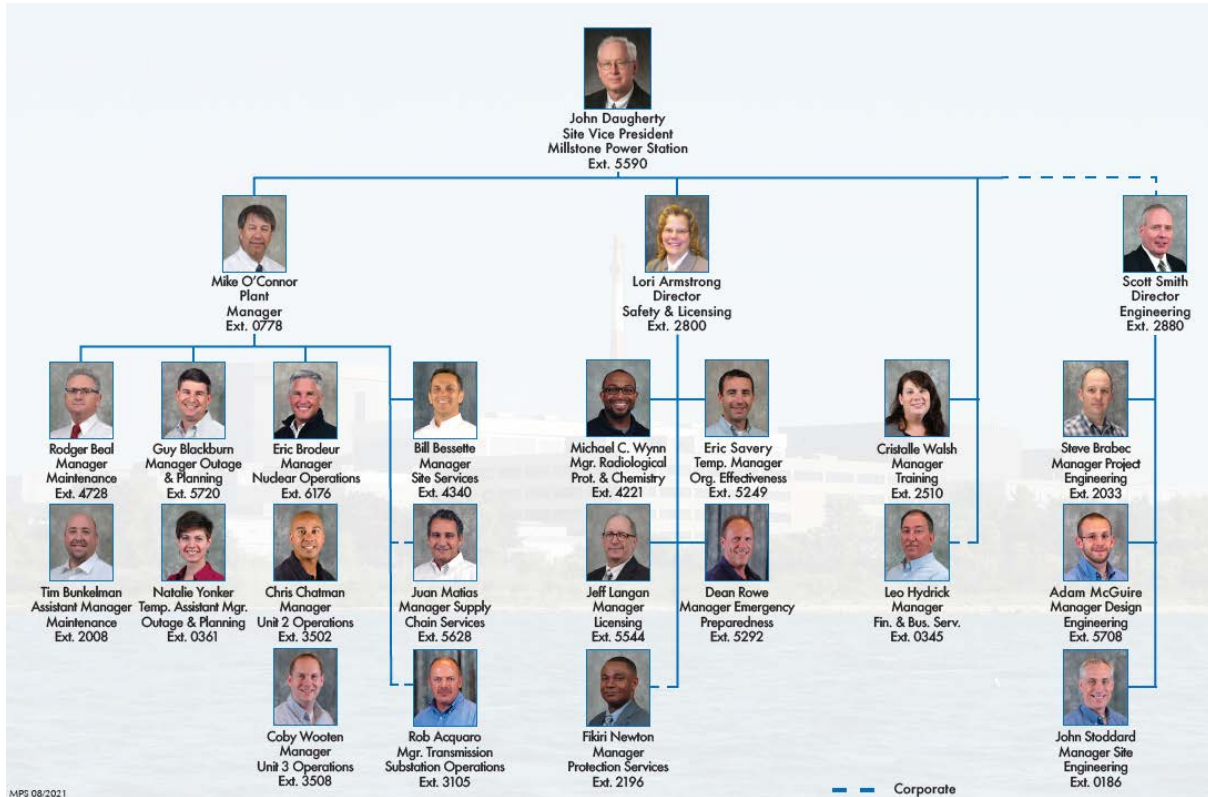 John Daugherty
Site Vice President
Millstone Power Station
Ext. 5590
Mike O'Connor
Plant
Manager
Ext. 0778
Lori Armstrong
Director
Safety & Licensing
Ext. 2800
Scott Smith
Director
Engineering
Ext. 2880
Rodger Beal
Manager
Maintenance
Ext. 4728
Guy Blackburn
Manager Outage
& Planning
Ext. 5720
Eric Brodeur
Manager
Nuclear Operations
Ext. 6176
Bill Bessette
Manager
Site Services
Ext. 4340
Michael C. Wynn
Mgr. Radiological
Prot. & Chemistry
Ext. 4221
Eric Savery
Temp. Manager
Org. Effectiveness
Ext. 5249
Cristalle Walsh
Manager
Training
Ext. 2510
Steve Brabec
Manager Project
Engineering
Ext. 2033
Tim Bunkelman
Assistant Manager
Maintenance
Ext. 2008
Natalie Yonker
Temp. Assistant Mgr.
Outage & Planning
Ext. 0361
Chris Chatman
Manager
Unit 2 Operations
Ext. 3502
Juan Matias
Manager Supply
Chain Services
Ext. 5628
Jeff Langan
Manager
Licensing
Ext. 5544
Dean Rowe
Manager Emergency
Preparedness
Ext. 5292
Leo Hydrick
Manager
Fin. & Bus. Serv.
Ext. 0345
Adam McGuire
Manager Design
Engineering
Ext. 5708
Coby Wooten
Manager
Unit 3 Operations
Ext. 3508
Rob Acquaro
Mgr. Transmission
Substation Operations
Ext. 3105
Fikiri Newton
Manager
Protection Services
Ext. 2196
John Stoddard
Manager Site
Engineering
Ext. 0186
MPS 08/2021
Corporate